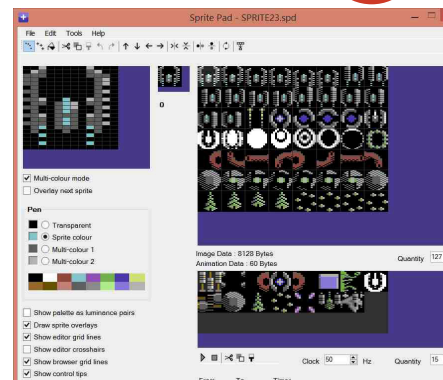 Sprite Pad - SPRITE23.spd
File Edit Tools Help
0
Multi-colour mode
Overlay next sprite
Pen
Transparent
Sprite colour
Multi-colour 1
Multi-colour 2
Show palette as luminance pairs
Draw sprite overlays
Show editor grid lines
Show editor crosshairs
Show browser grid lines
Show control tips
Image Data : 8128 Bytes
Animation Data : 60 Bytes
Quantity 127
Clock 50 Hz Quantity 15